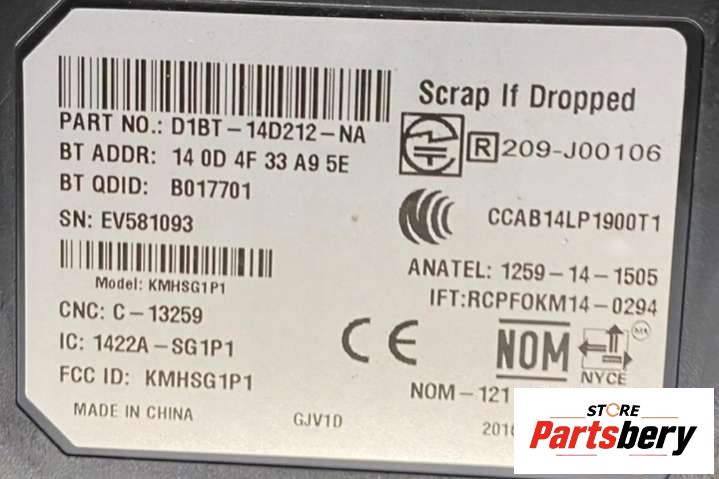 Scrap If Dropped
PART NO.: D1BT-14D212-NA
R 209-J00106
BT ADDR: 14 0D 4F 33 A9 5E
BT QDID: B017701
CCAB14LP1900T1
SN: EV581093
ANATEL: 1259-14-1505
Model: KMHSG1P1
IFT:RCPFOKM14-0294
CNC: C-13259
IC: 1422A-SG1P1
CE
NOM
NYCE
FCC ID: KMHSG1P1
NOM-121
MADE IN CHINA
GJV1D
STORE
Partsbery